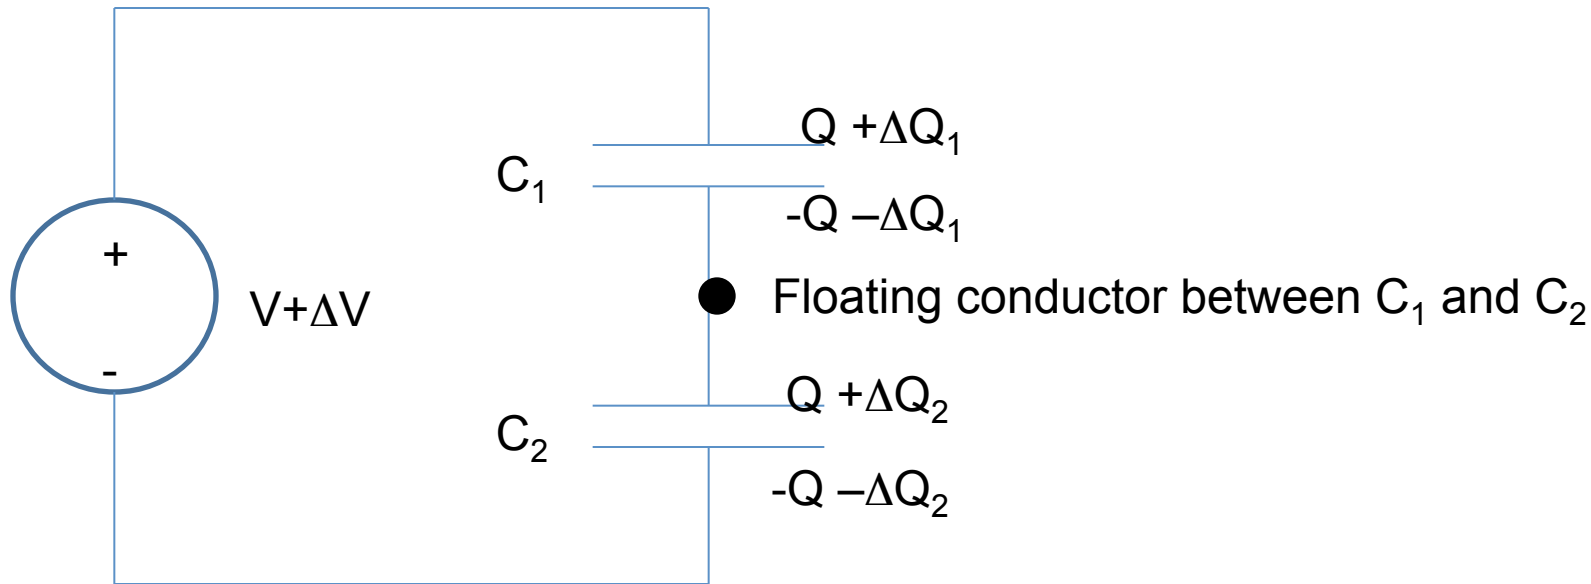 Q +ΔQ₁
C₁
-Q –ΔQ₁
+
V+ΔV
Floating conductor between C₁ and C₂
-
Q +ΔQ₂
C₂
-Q –ΔQ₂